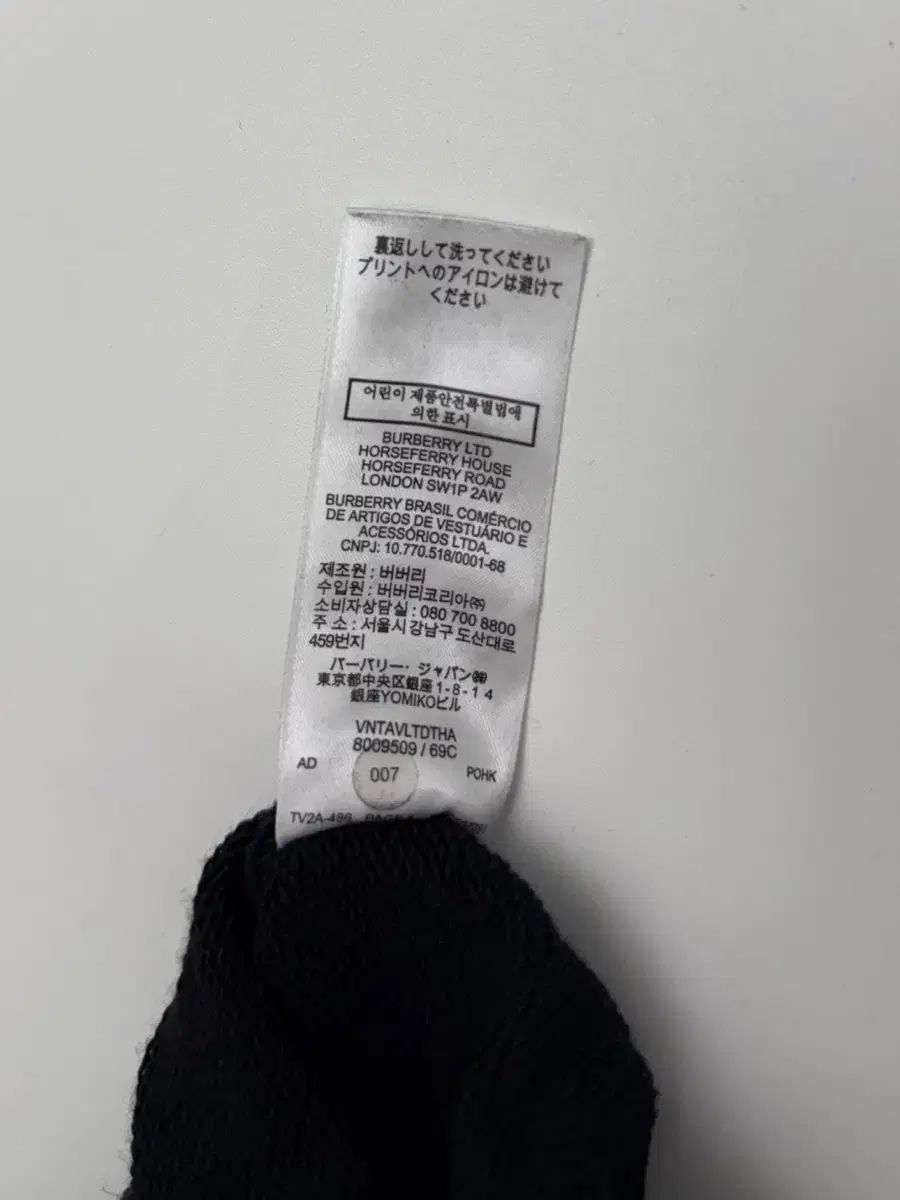 裏返しして洗ってください
プリントへのアイロンは避けて
ください
어린이 제품안전특별법에
의한 표시
BURBERRY LTD
HORSEFERRY HOUSE
HORSEFERRY ROAD
LONDON SW1P 2AW
BURBERRY BRASIL COMÉRCIO
DE ARTIGOS DE VESTUÁRIO E
ACESSÓRIOS LTDA.
CNPJ: 10.770.518/0001-68
제조원 : 버버리
수입원 : 버버리코리아㈜
소비자상담실 : 080 700 8800
주 소 : 서울시 강남구 도산대로
459번지
バーバリー・ジャパン㈱
東京都中央区銀座1-8-14
銀座YOMIKOビル
VNTAVLTDTHA
8009509 / 69C
AD 007 POHK
TV2A-486